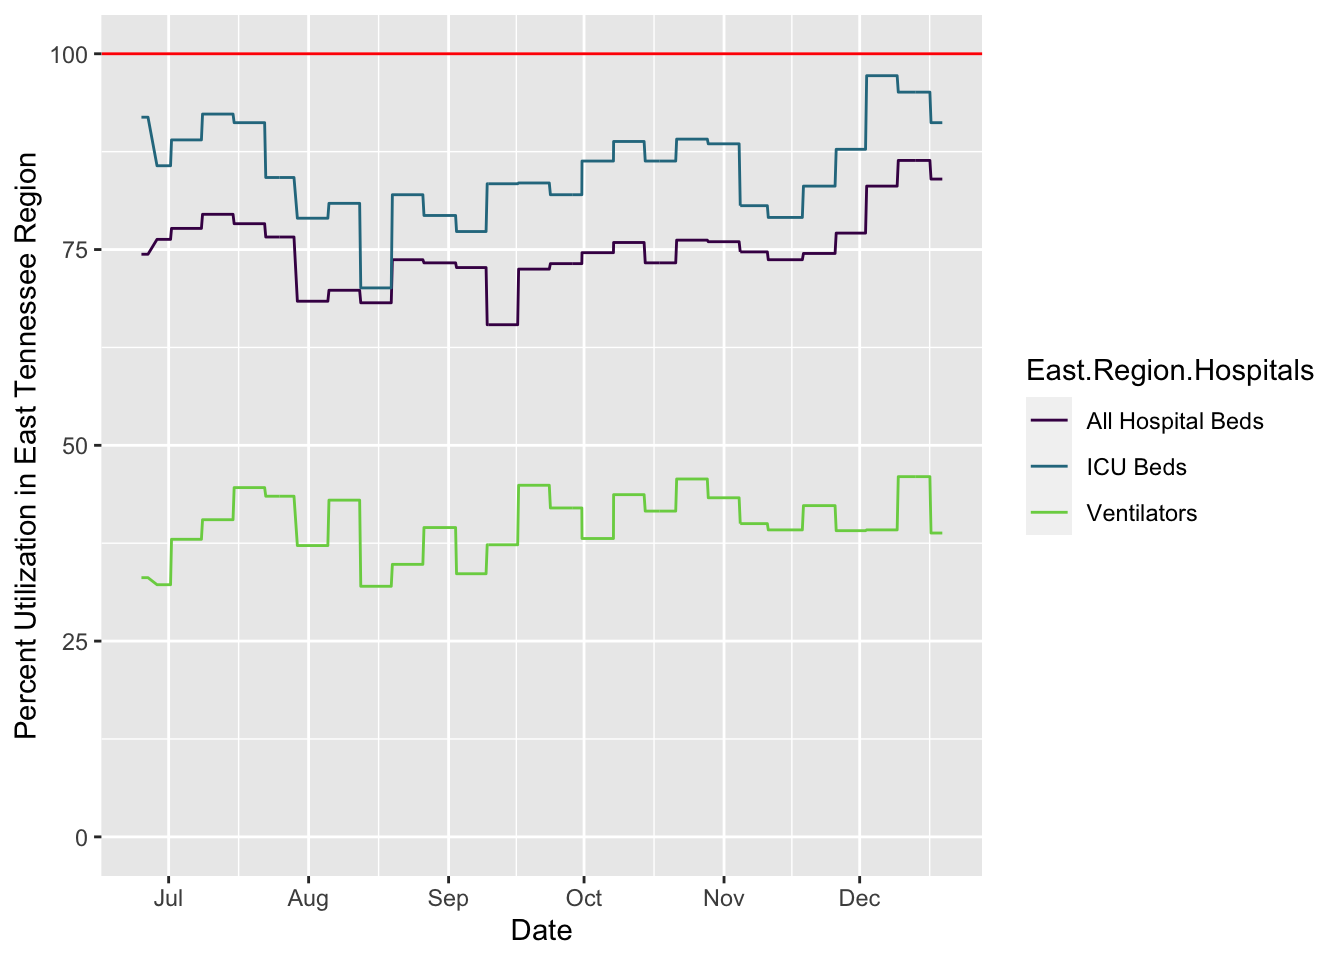 Percent Utilization in East Tennessee Region
100
75
50
25
0
Jul Aug Sep Oct Nov Dec
Date
East.Region.Hospitals
All Hospital Beds
ICU Beds
Ventilators